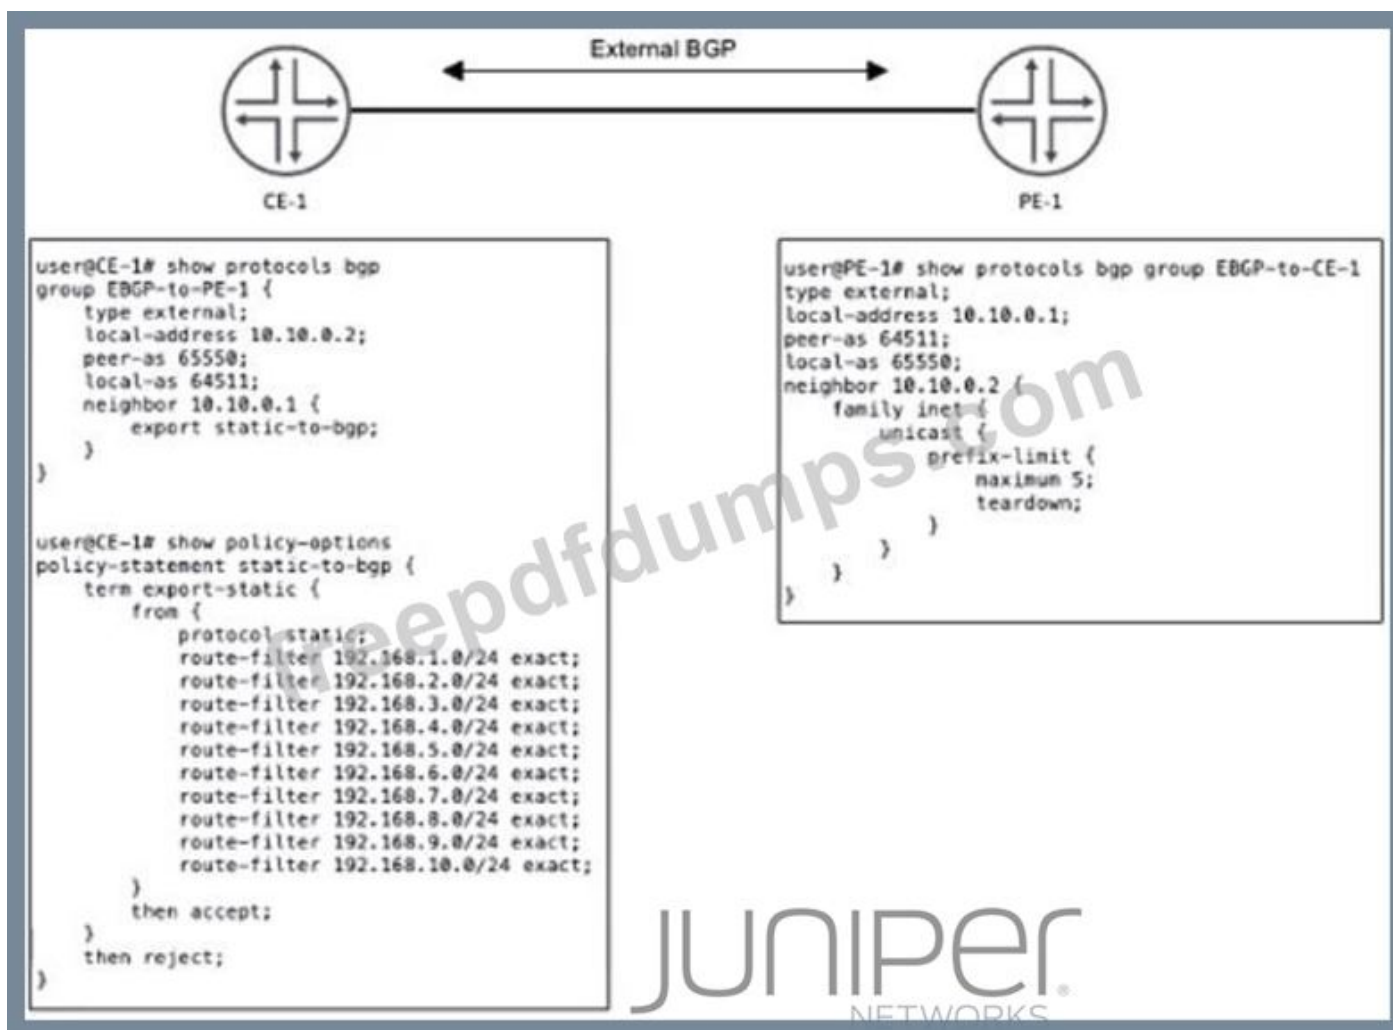 External BGP
CE-1
PE-1
user@CE-1# show protocols bgp
group EBGP-to-PE-1 {
type external;
local-address 10.10.0.2;
peer-as 65550;
local-as 64511;
neighbor 10.10.0.1 {
export static-to-bgp;
}
}
user@CE-1# show policy-options
policy-statement static-to-bgp {
term export-static {
from {
protocol static;
route-filter 192.168.1.0/24 exact;
route-filter 192.168.2.0/24 exact;
route-filter 192.168.3.0/24 exact;
route-filter 192.168.4.0/24 exact;
route-filter 192.168.5.0/24 exact;
route-filter 192.168.6.0/24 exact;
route-filter 192.168.7.0/24 exact;
route-filter 192.168.8.0/24 exact;
route-filter 192.168.9.0/24 exact;
route-filter 192.168.10.0/24 exact;
}
then accept;
}
then reject;
}
user@PE-1# show protocols bgp group EBGP-to-CE-1
type external;
local-address 10.10.0.1;
peer-as 64511;
local-as 65550;
neighbor 10.10.0.2 {
family inet {
unicast {
prefix-limit {
maximum 5;
teardown;
}
}
}
}
freepdfdumps.com
JUNIPer
NETWORKS